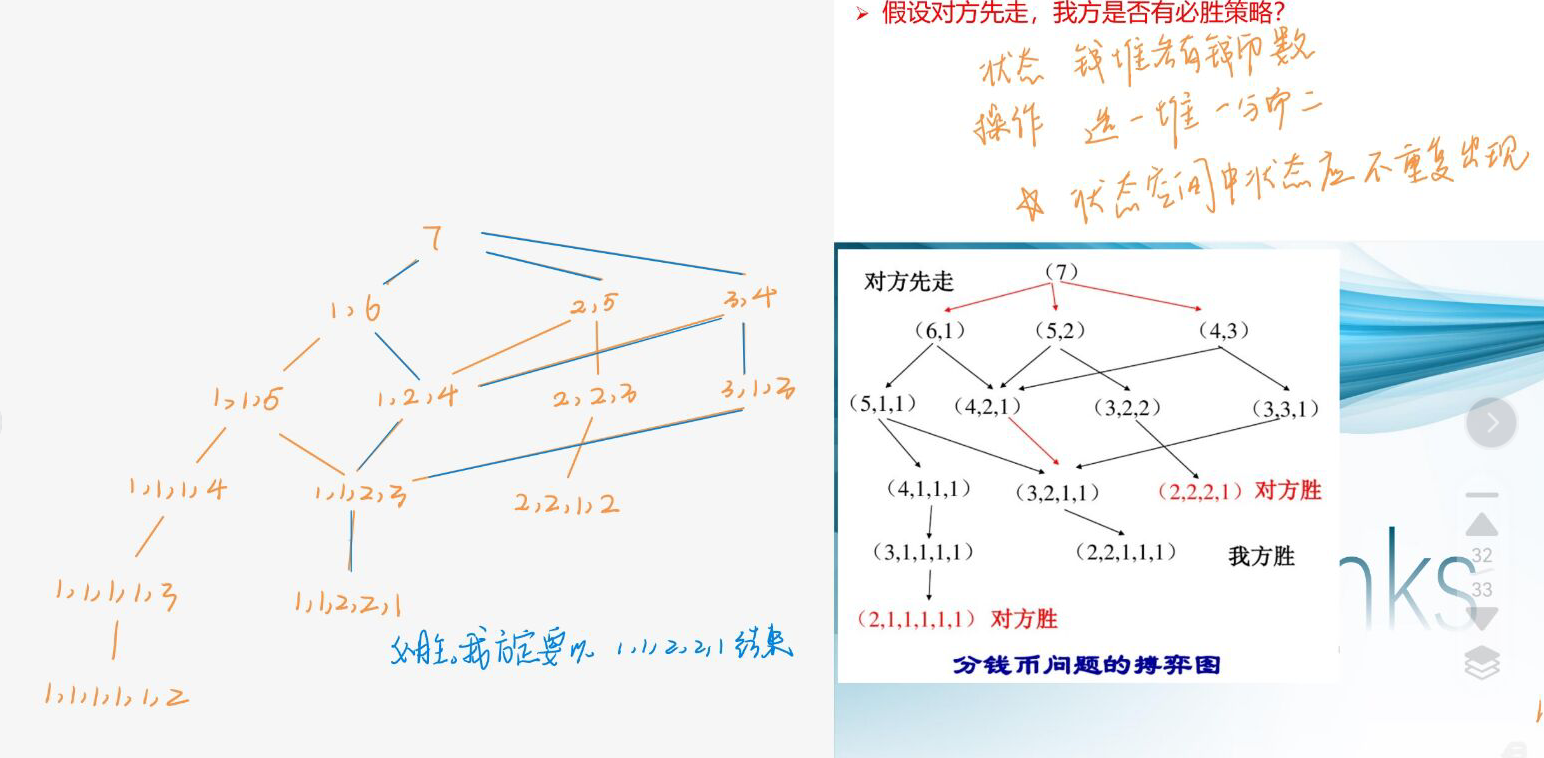 7
1,6
2,5
3,4
1,1,5
1,2,4
2,2,3
3,1,3
1,1,1,4
1,1,2,3
2,2,1,2
1,1,1,1,3
1,1,2,2,1
必胜。我方定要以 1,1,2,2,1 结束
1,1,1,1,1,2
➢ 假设对方先走，我方是否有必胜策略?
状态 钱堆各有钱币数
操作 选一堆 一分为二
☆ 状态空间中状态应不重复出现
对方先走
(7)
(6,1)
(5,2)
(4,3)
(5,1,1)
(4,2,1)
(3,2,2)
(3,3,1)
(4,1,1,1)
(3,2,1,1)
(2,2,2,1) 对方胜
(3,1,1,1,1)
(2,2,1,1,1)
我方胜
(2,1,1,1,1,1) 对方胜
分钱币问题的搏弈图
nks
32
33